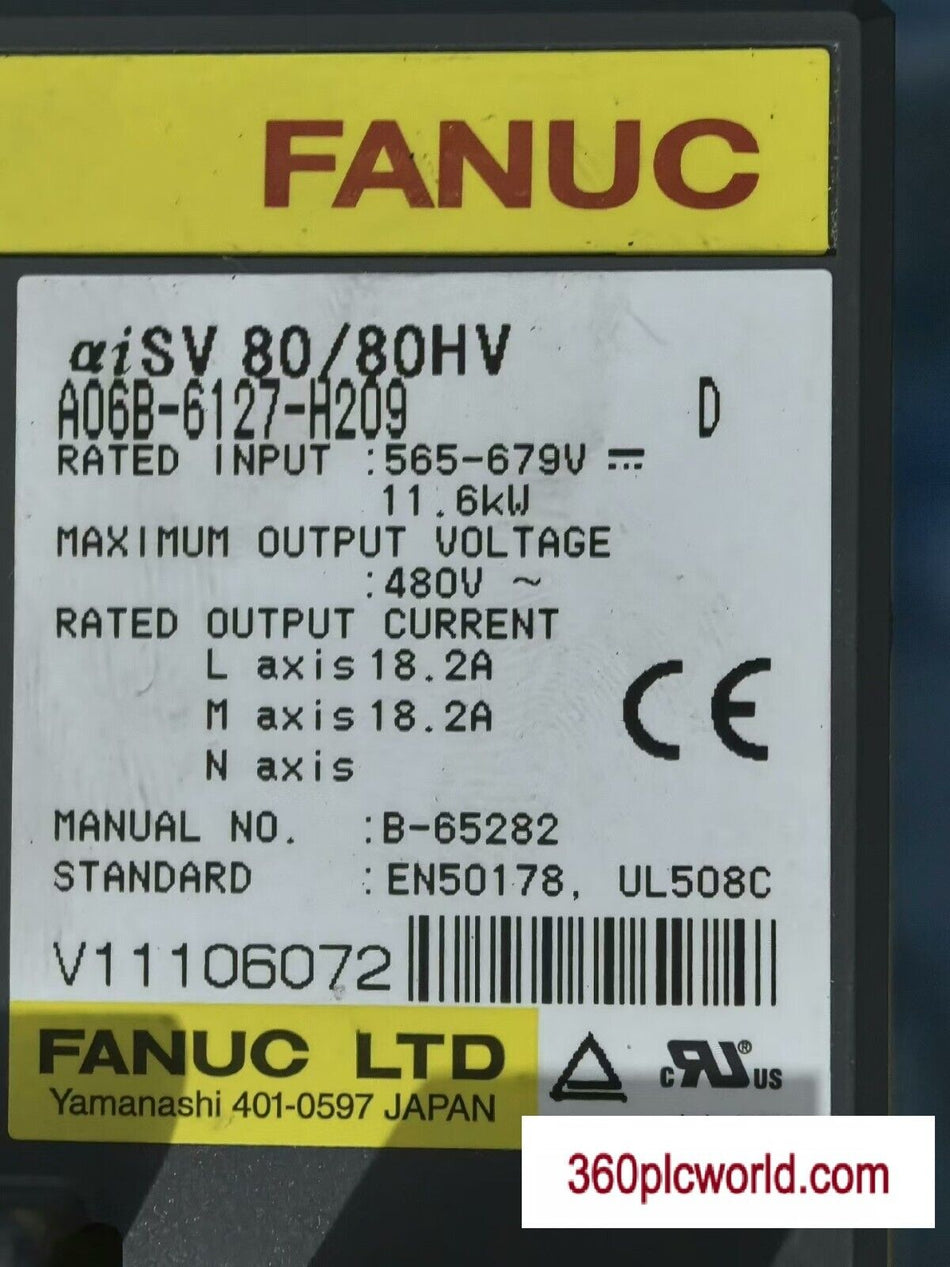 FANUC
αiSV 80/80HV
A06B-6127-H209 D
RATED INPUT :565-679V ⎓
11.6kW
MAXIMUM OUTPUT VOLTAGE
:480V ~
RATED OUTPUT CURRENT
L axis 18.2A
M axis 18.2A
N axis
MANUAL NO. :B-65282
STANDARD :EN50178, UL508C
CE
V11106072
FANUC LTD
Yamanashi 401-0597 JAPAN
c RU ® US
360plcworld.com